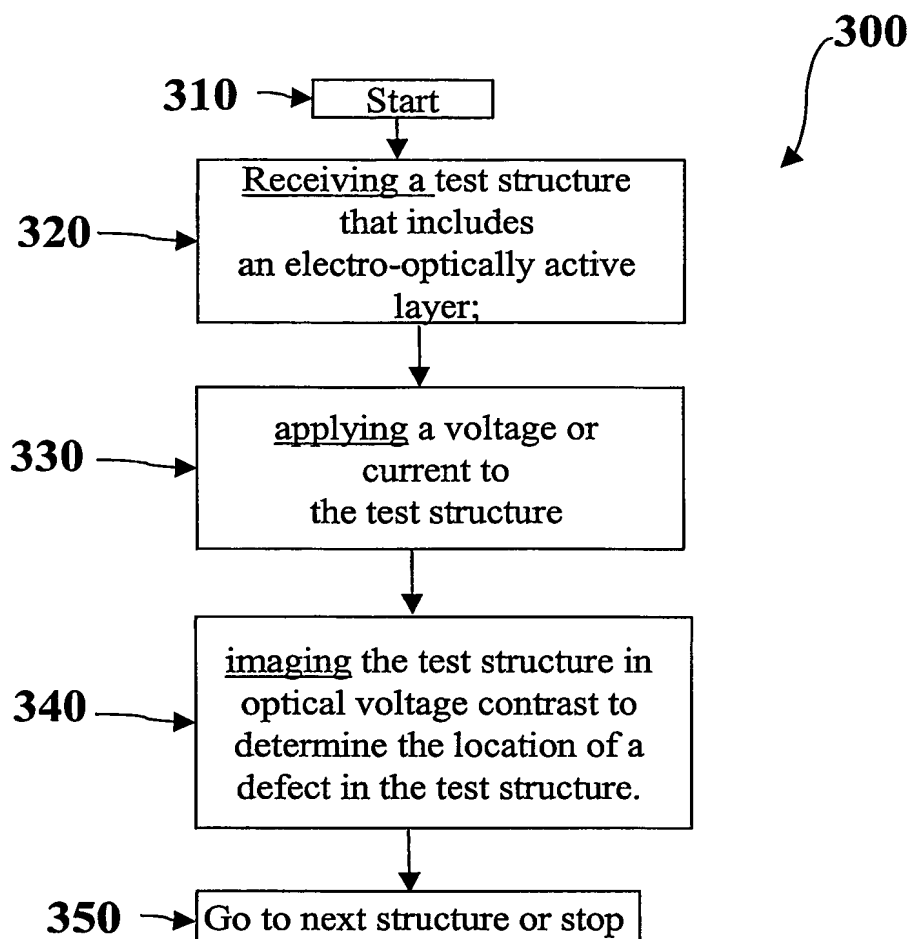 300
310
Start
320
Receiving a test structure
that includes
an electro-optically active
layer;
330
applying a voltage or
current to
the test structure
340
imaging the test structure in
optical voltage contrast to
determine the location of a
defect in the test structure.
350
Go to next structure or stop